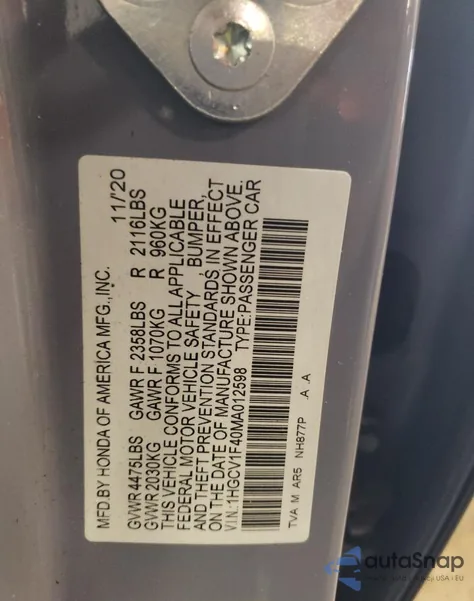 MFD BY HONDA OF AMERICA MFG.,INC. 11/'20
GVWR 4475LBS GAWR F 2358LBS R 2116LBS
GVWR 2030KG GAWR F 1070KG R 960KG
THIS VEHICLE CONFORMS TO ALL APPLICABLE
FEDERAL MOTOR VEHICLE SAFETY , BUMPER,
AND THEFT PREVENTION STANDARDS IN EFFECT
ON THE DATE OF MANUFACTURE SHOWN ABOVE.
V.I.N.:1HGCV1F40MA012598 TYPE:PASSENGER CAR
TVA M AR5 NH877P .A .A
autaSnap